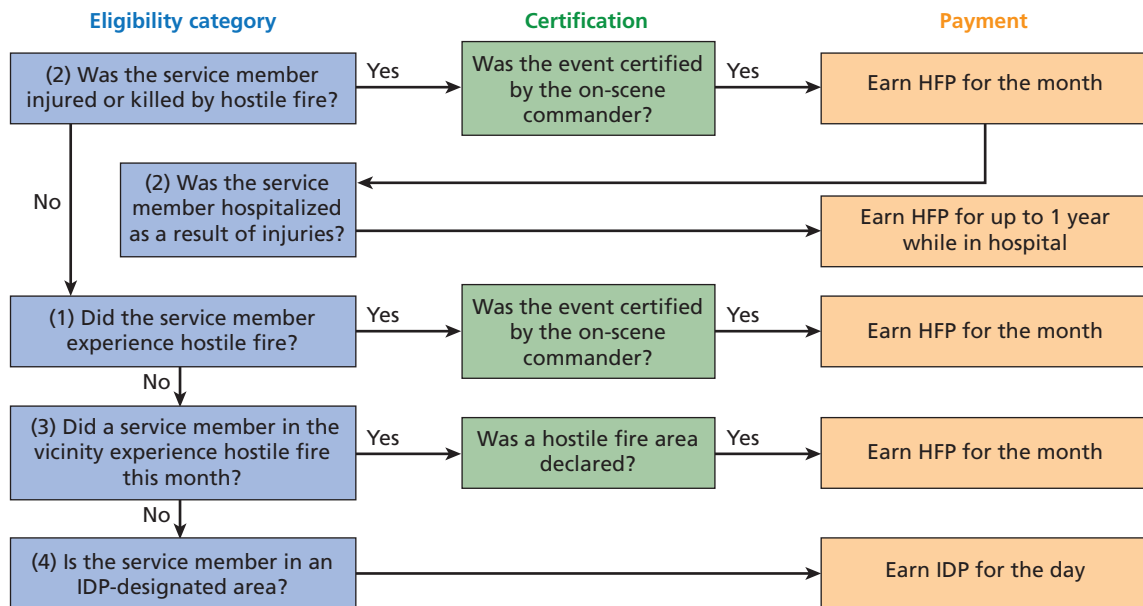 Eligibility category
Certification
Payment
(2) Was the service member
injured or killed by hostile fire?
Yes
Was the event certified
by the on-scene
commander?
Yes
Earn HFP for the month
No
(2) Was the service
member hospitalized
as a result of injuries?
Earn HFP for up to 1 year
while in hospital
(1) Did the service member
experience hostile fire?
Yes
Was the event certified
by the on-scene
commander?
Yes
Earn HFP for the month
No
(3) Did a service member in the
vicinity experience hostile fire
this month?
Yes
Was a hostile fire area
declared?
Yes
Earn HFP for the month
No
(4) Is the service member in an
IDP-designated area?
Earn IDP for the day